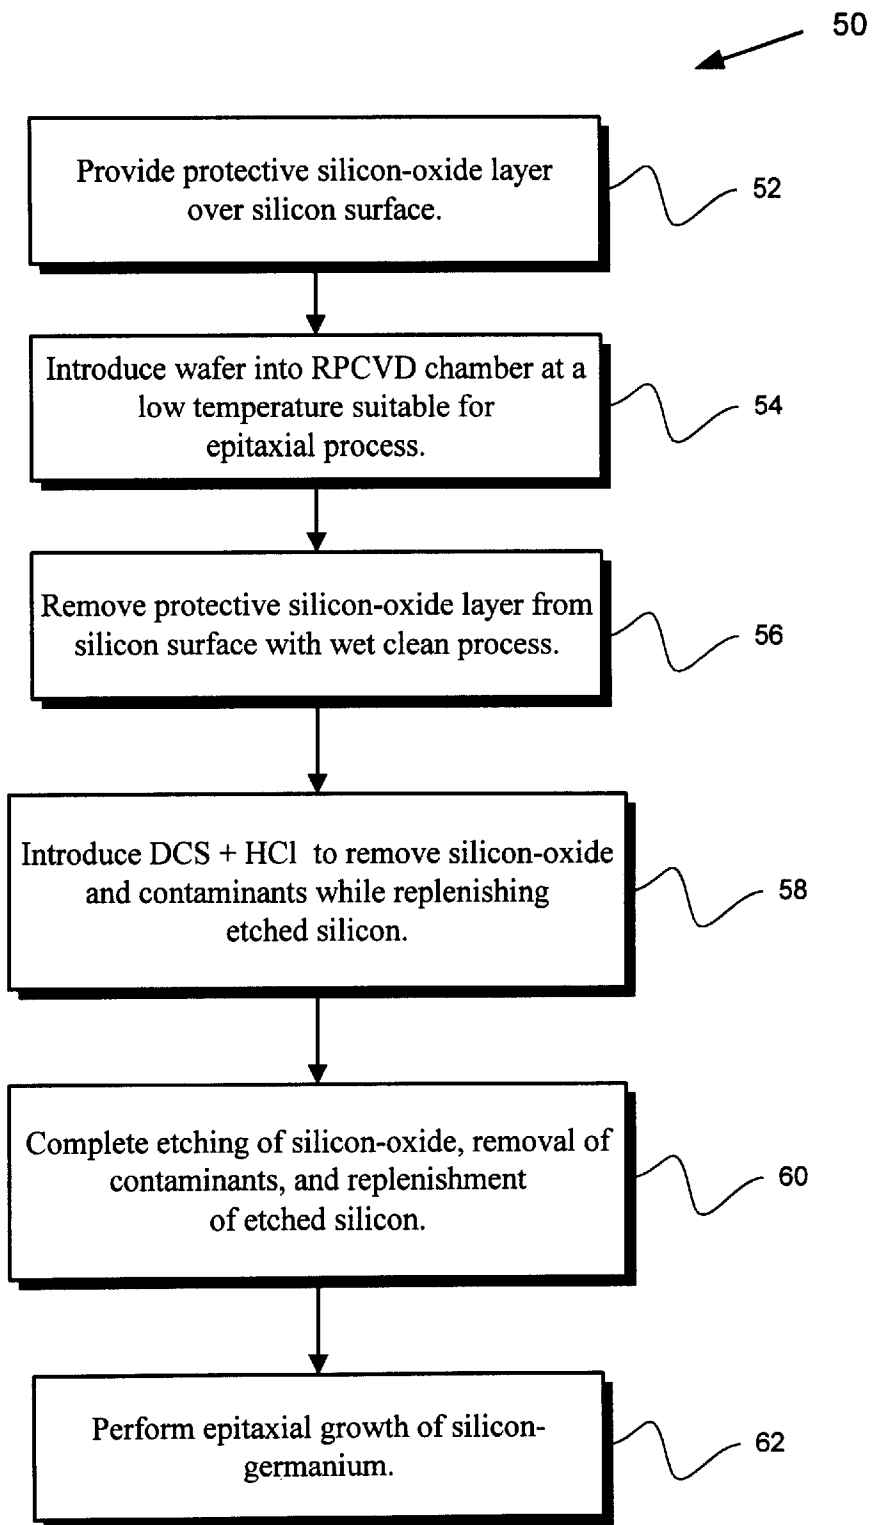 50
Provide protective silicon-oxide layer
over silicon surface.
52
Introduce wafer into RPCVD chamber at a
low temperature suitable for
epitaxial process.
54
Remove protective silicon-oxide layer from
silicon surface with wet clean process.
56
Introduce DCS + HCl to remove silicon-oxide
and contaminants while replenishing
etched silicon.
58
Complete etching of silicon-oxide, removal of
contaminants, and replenishment
of etched silicon.
60
Perform epitaxial growth of silicon-
germanium.
62